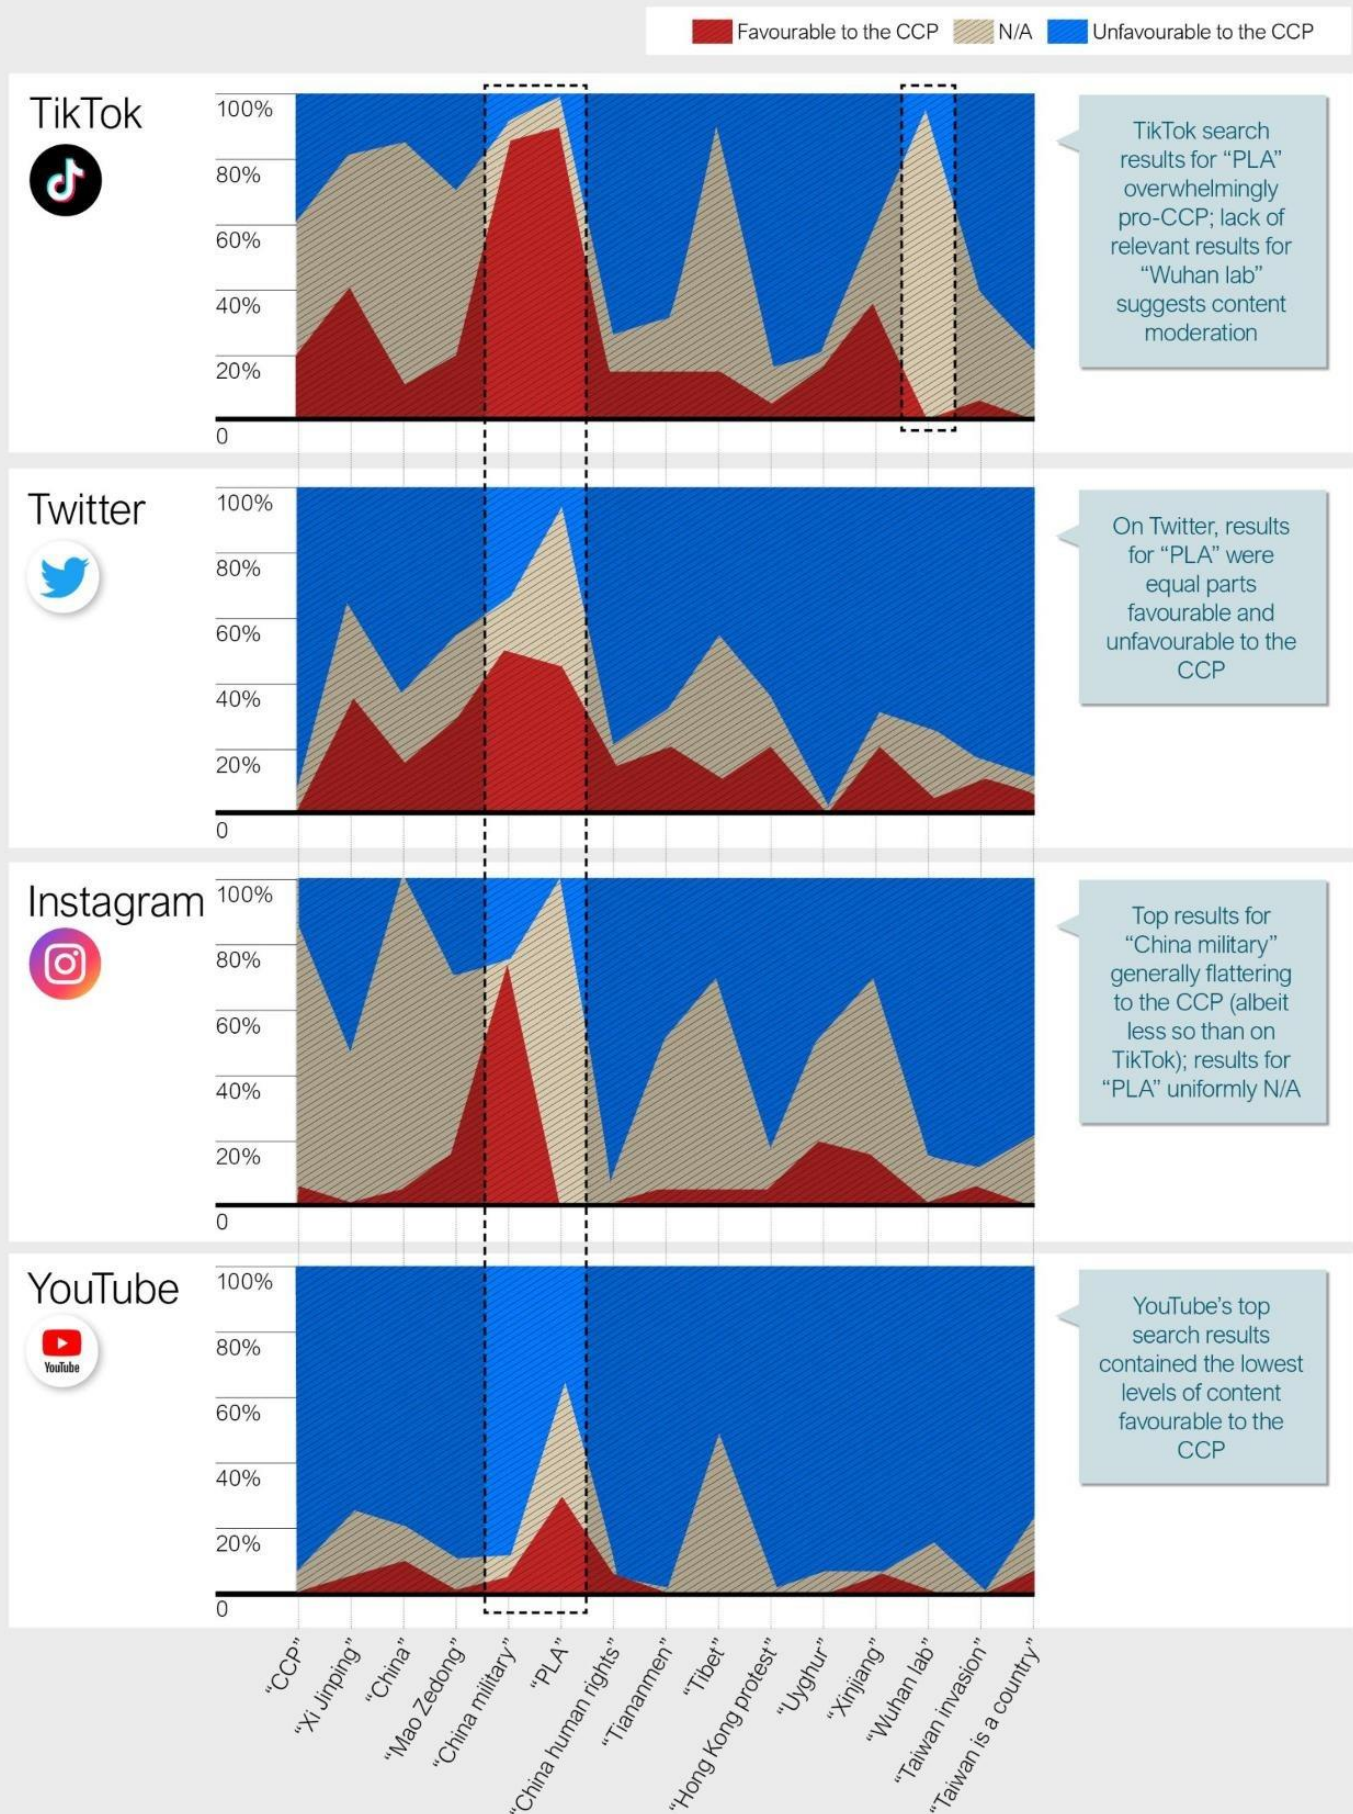 Favourable to the CCP
N/A
Unfavourable to the CCP
TikTok
100%
80%
60%
40%
20%
0
TikTok search
results for “PLA”
overwhelmingly
pro-CCP; lack of
relevant results for
“Wuhan lab”
suggests content
moderation
Twitter
100%
80%
60%
40%
20%
0
On Twitter, results
for “PLA” were
equal parts
favourable and
unfavourable to the
CCP
Instagram
100%
80%
60%
40%
20%
0
Top results for
“China military”
generally flattering
to the CCP (albeit
less so than on
TikTok); results for
“PLA” uniformly N/A
YouTube
YouTube
100%
80%
60%
40%
20%
0
YouTube’s top
search results
contained the lowest
levels of content
favourable to the
CCP
“CCP”
“Xi Jinping”
“China”
“Mao Zedong”
“China military”
“PLA”
“China human rights”
“Tiananmen”
“Tibet”
“Hong Kong protest”
“Uyghur”
“Xinjiang”
“Wuhan lab”
“Taiwan invasion”
“Taiwan is a country”